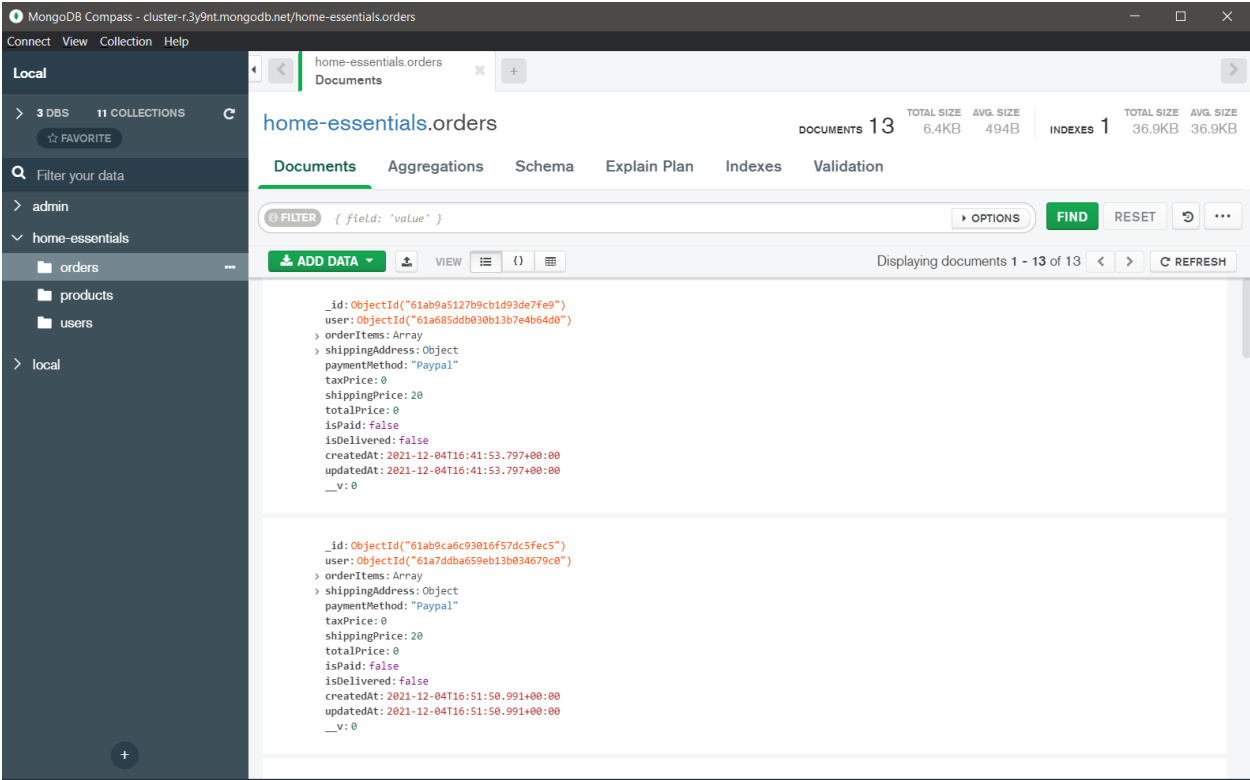 MongoDB Compass - cluster-r.3y9nt.mongodb.net/home-essentials.orders
Connect View Collection Help
Local
3 DBS 11 COLLECTIONS
FAVORITE
Filter your data
admin
home-essentials
orders
products
users
local
home-essentials.orders
Documents
home-essentials.orders
DOCUMENTS 13
TOTAL SIZE AVG. SIZE
6.4KB 494B
INDEXES 1
TOTAL SIZE AVG. SIZE
36.9KB 36.9KB
Documents Aggregations Schema Explain Plan Indexes Validation
FILTER { field: 'value' } OPTIONS FIND RESET
ADD DATA VIEW {} Displaying documents 1 - 13 of 13 REFRESH
_id: ObjectId("61ab9a5127b9cb1d93de7fe9")
user: ObjectId("61a685ddb030b13b7e4b64d0")
orderItems: Array
shippingAddress: Object
paymentMethod: "Paypal"
taxPrice: 0
shippingPrice: 20
totalPrice: 0
isPaid: false
isDelivered: false
createdAt: 2021-12-04T16:41:53.797+00:00
updatedAt: 2021-12-04T16:41:53.797+00:00
__v: 0
_id: ObjectId("61ab9ca6c93016f57dc5fec5")
user: ObjectId("61a7ddba659eb13b034679c0")
orderItems: Array
shippingAddress: Object
paymentMethod: "Paypal"
taxPrice: 0
shippingPrice: 20
totalPrice: 0
isPaid: false
isDelivered: false
createdAt: 2021-12-04T16:51:50.991+00:00
updatedAt: 2021-12-04T16:51:50.991+00:00
__v: 0